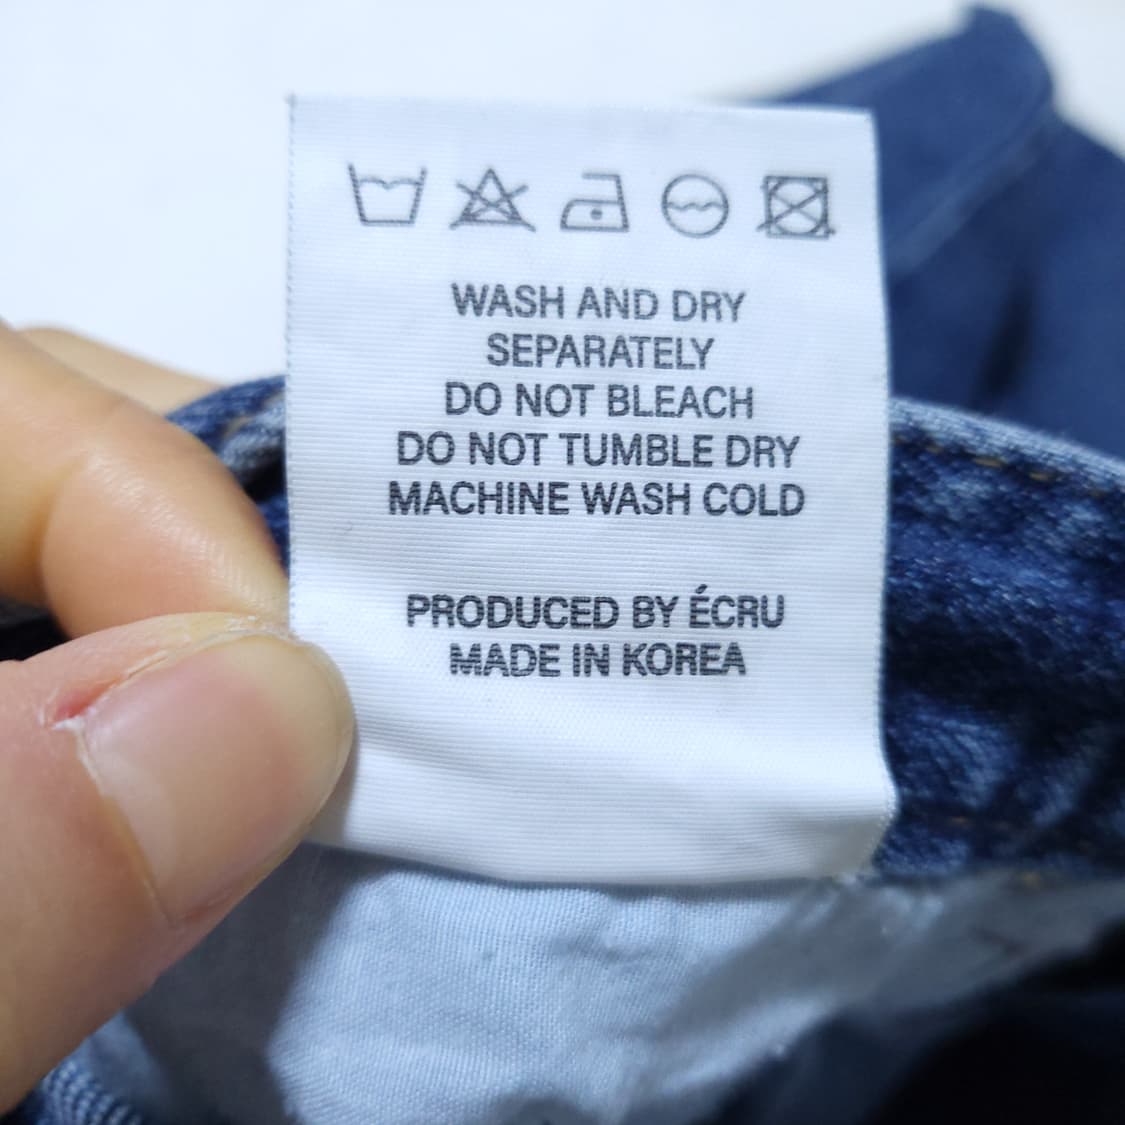 WASH AND DRY
SEPARATELY
DO NOT BLEACH
DO NOT TUMBLE DRY
MACHINE WASH COLD
PRODUCED BY ÉCRU
MADE IN KOREA